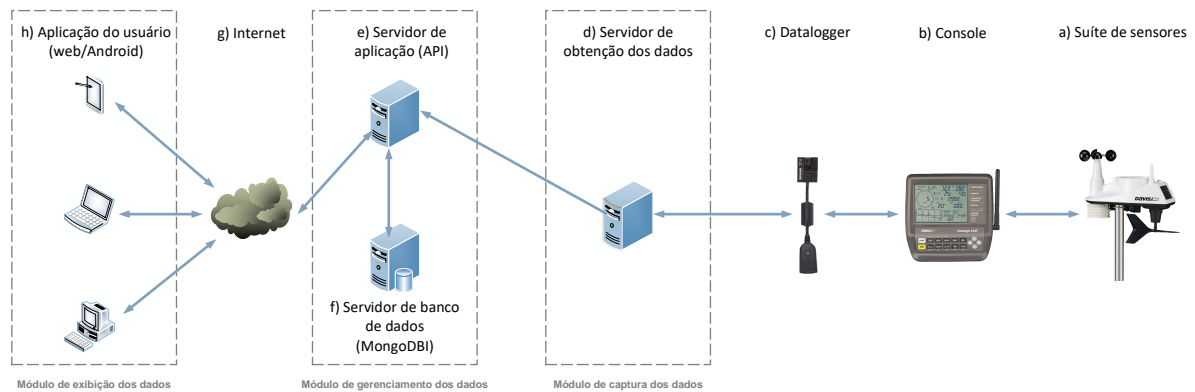 h) Aplicação do usuário
(web/Android)
g) Internet
e) Servidor de
aplicação (API)
d) Servidor de
obtenção dos dados
c) Datalogger
b) Console
a) Suíte de sensores
DAVIS
f) Servidor de banco
de dados
(MongoDBI)
Módulo de exibição dos dados
Módulo de gerenciamento dos dados
Módulo de captura dos dados